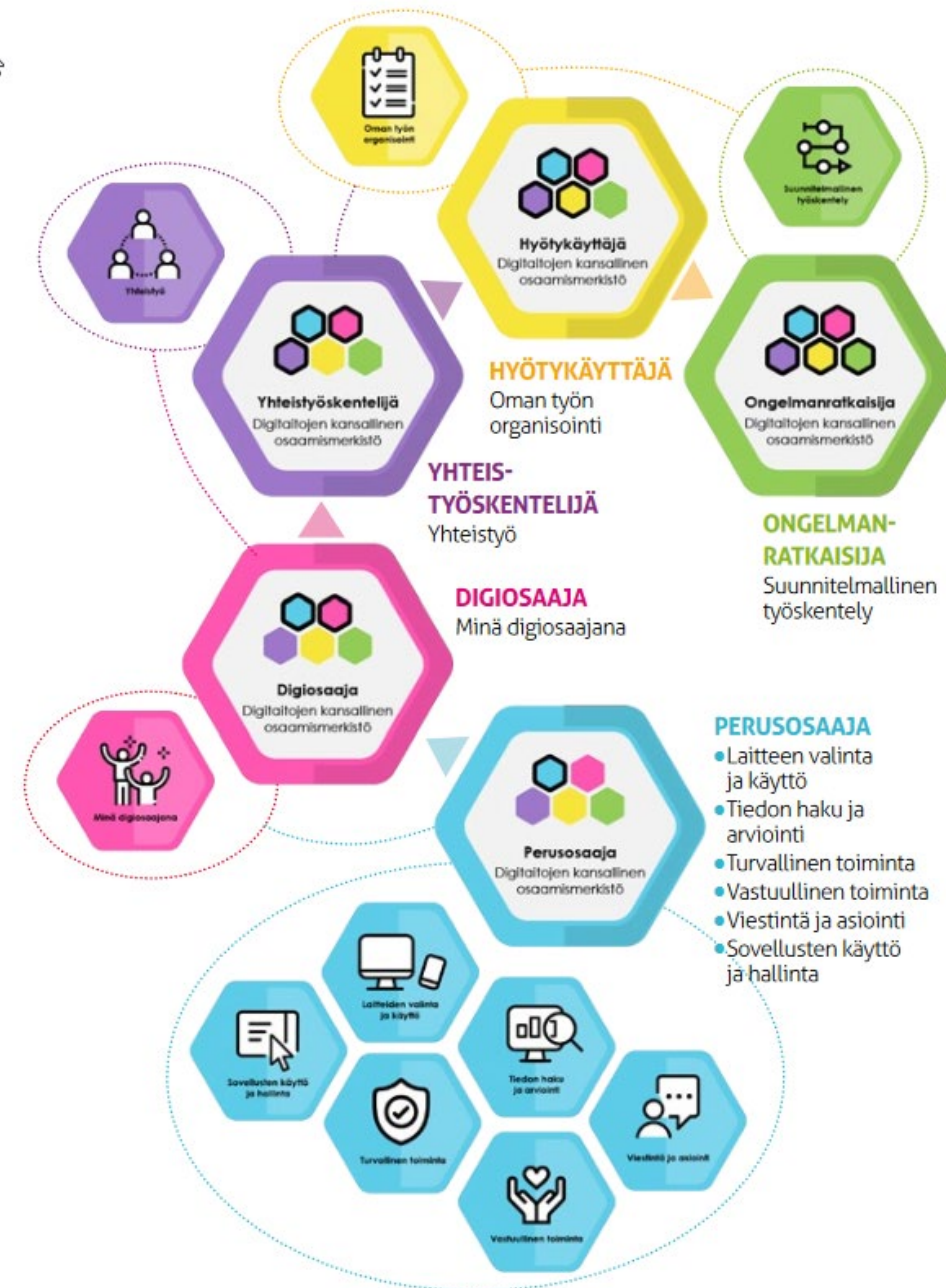 Oman työn
organisointi
Suunnitelmallinen
työskentely
Hyötykäyttäjä
Digitaitojen kansallinen
osaamismerkistö
Yhteistyö
Yhteistyöskentelijä
Digitaitojen kansallinen
osaamismerkistö
Ongelmanratkaisija
Digitaitojen kansallinen
osaamismerkistö
HYÖTYKÄYTTÄJÄ
Oman työn
organisointi
YHTEIS-
TYÖSKENTELIJÄ
Yhteistyö
ONGELMAN-
RATKAISIJA
Suunnitelmallinen
työskentely
DIGIOSAAJA
Minä digiosaajana
Digiosaaja
Digitaitojen kansallinen
osaamismerkistö
Minä digiosaajana
PERUSOSAAJA
•Laitteen valinta
ja käyttö
•Tiedon haku ja
arviointi
•Turvallinen toiminta
•Vastuullinen toiminta
•Viestintä ja asiointi
•Sovellusten käyttö
ja hallinta
Perusosaaja
Digitaitojen kansallinen
osaamismerkistö
Laitteiden valinta
ja käyttö
Sovellusten käyttö
ja hallinta
Tiedon haku
ja arviointi
Turvallinen toiminta
Viestintä ja asiointi
Vastuullinen toiminta